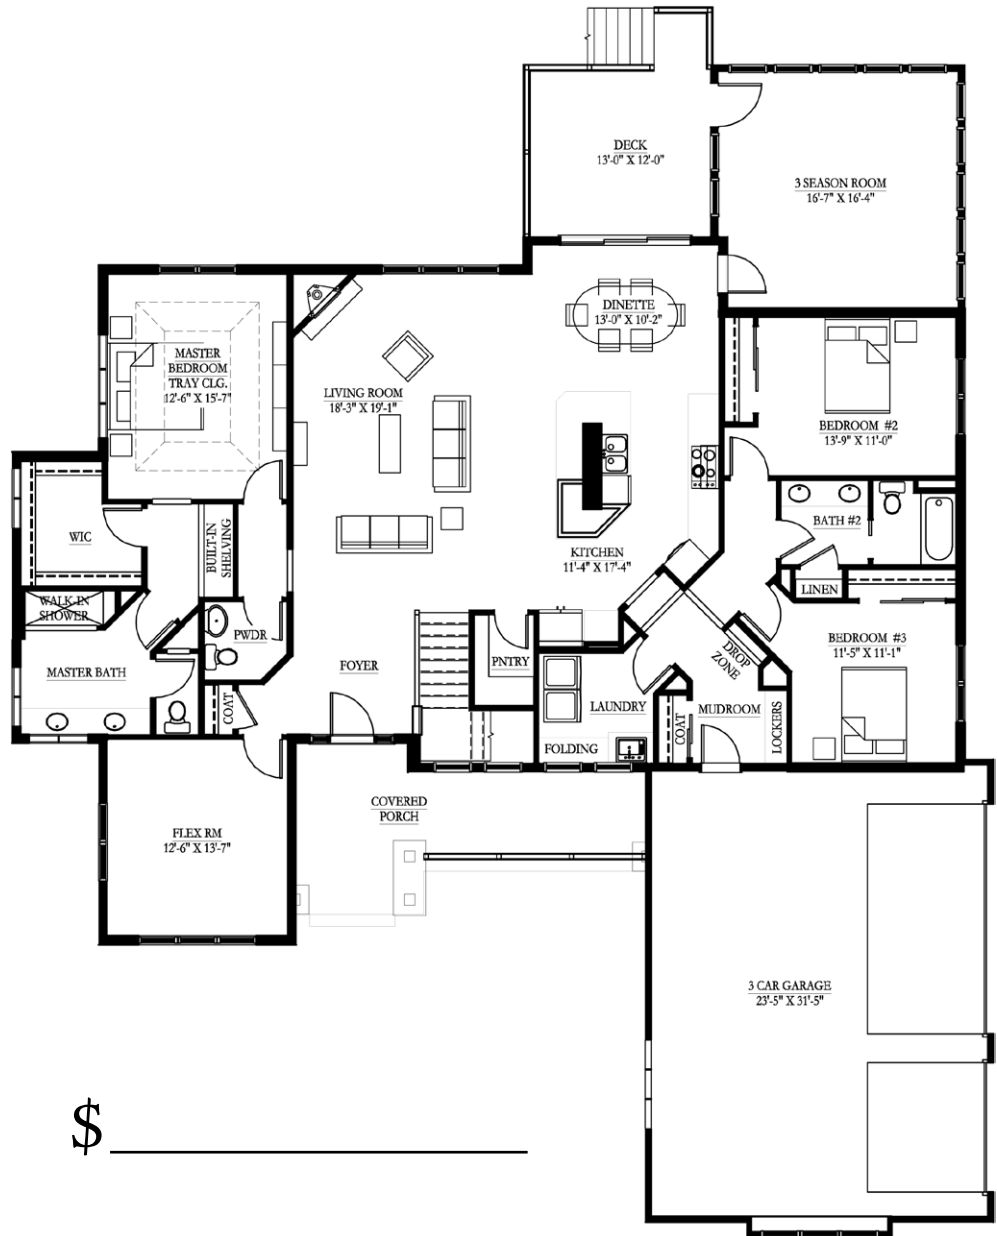 DECK
13'-0" X 12'-0"
3 SEASON ROOM
16'-7" X 16'-4"
DINETTE
13'-0" X 10'-2"
MASTER
BEDROOM
TRAY CLG.
12'-6" X 15'-7"
LIVING ROOM
18'-3" X 19'-1"
BEDROOM #2
13'-9" X 11'-0"
WIC
BUILT-IN
SHELVING
BATH #2
KITCHEN
11'-4" X 17'-4"
LINEN
WALK-IN
SHOWER
PWDR
BEDROOM #3
11'-5" X 11'-1"
MASTER BATH
FOYER
PNTRY
DROP
ZONE
COAT
LAUNDRY
MUDROOM
COAT
LOCKERS
FOLDING
COVERED
PORCH
FLEX RM
12'-6" X 13'-7"
3 CAR GARAGE
23'-5" X 31'-5"
$